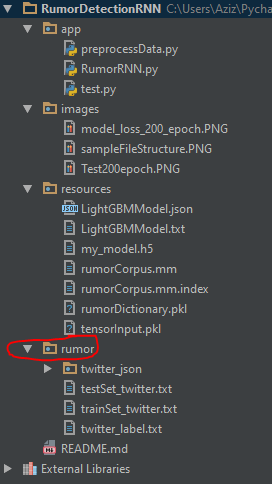 RumorDetectionRNN C:\Users\Aziz\Pycha
app
preprocessData.py
RumorRNN.py
test.py
images
model_loss_200_epoch.PNG
sampleFileStructure.PNG
Test200epoch.PNG
resources
LightGBMModel.json
LightGBMModel.txt
my_model.h5
rumorCorpus.mm
rumorCorpus.mm.index
rumorDictionary.pkl
tensorInput.pkl
rumor
twitter_json
testSet_twitter.txt
trainSet_twitter.txt
twitter_label.txt
README.md
External Libraries